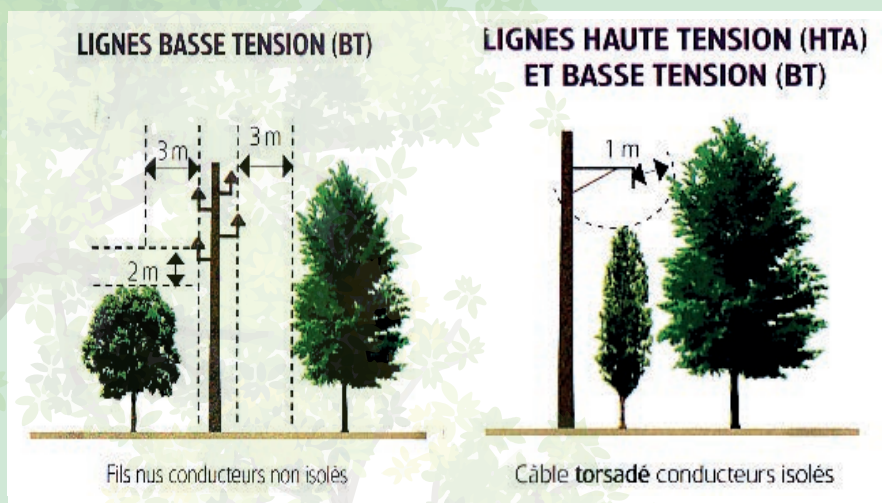 LIGNES BASSE TENSION (BT)
3 m
3 m
2 m
Fils nus conducteurs non isolés
LIGNES HAUTE TENSION (HTA)
ET BASSE TENSION (BT)
1 m
Câble torsadé conducteurs isolés